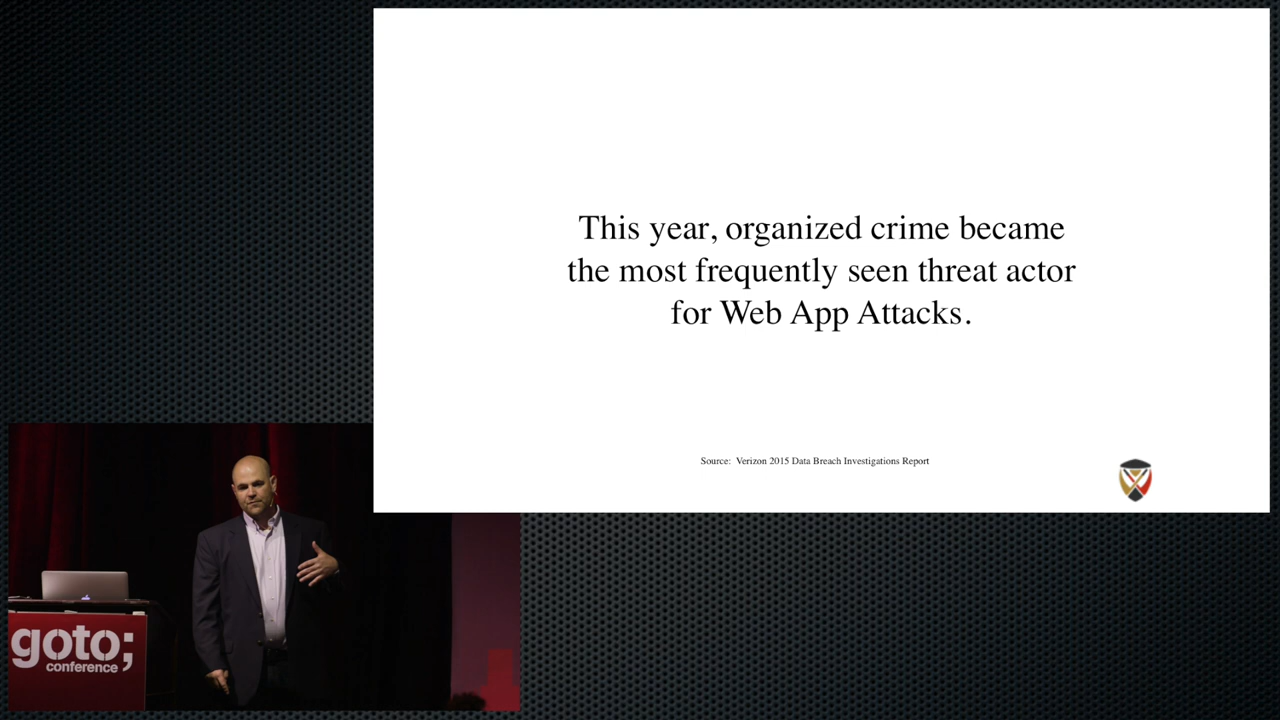 This year, organized crime became
the most frequently seen threat actor
for Web App Attacks.
Source: Verizon 2015 Data Breach Investigations Report
goto;
conference